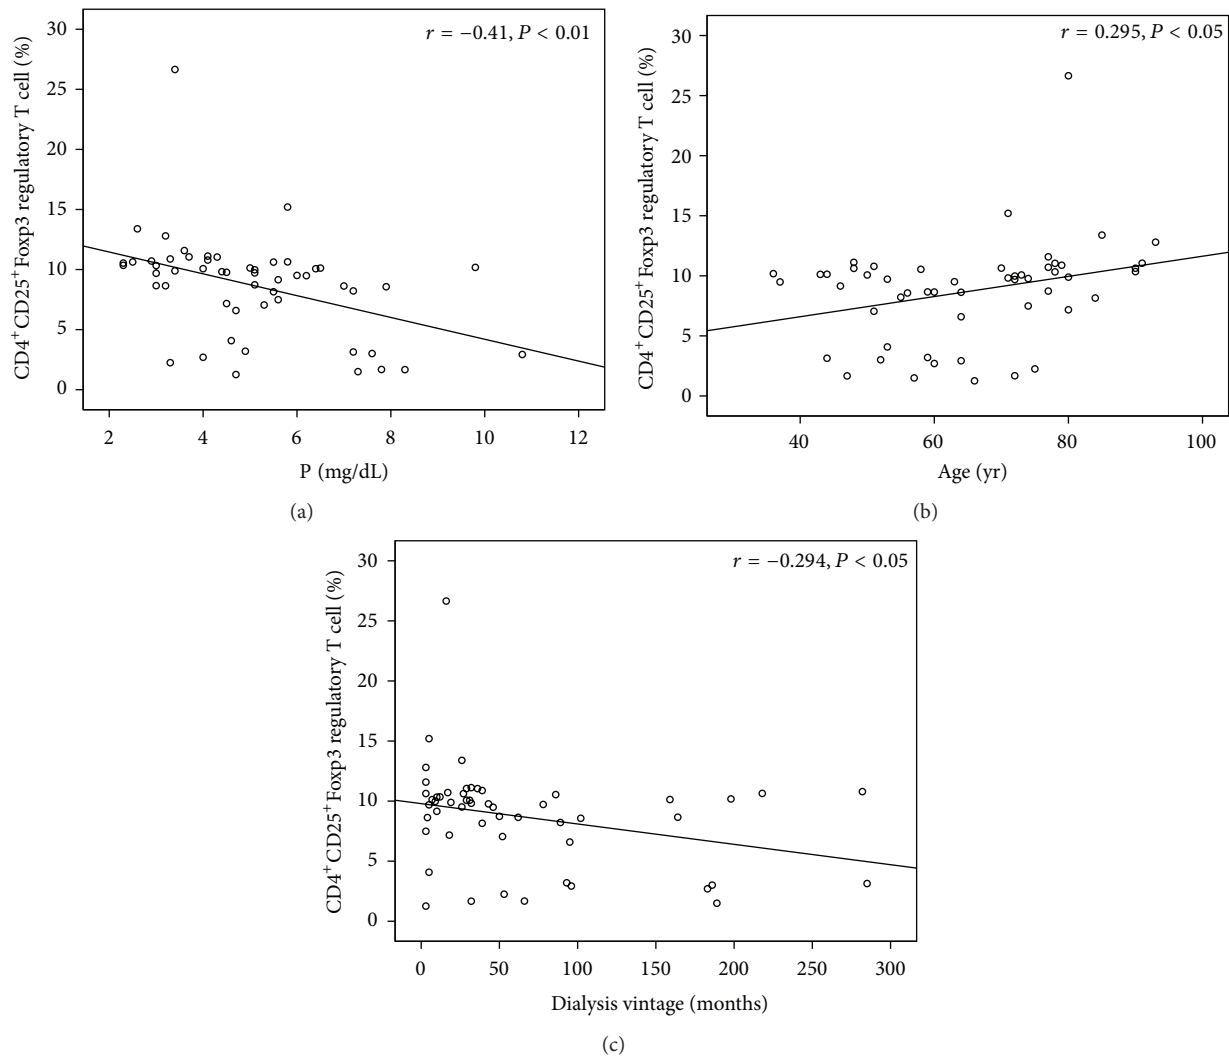 r = −0.41, P < 0.01
CD4⁺CD25⁺Foxp3 regulatory T cell (%)
30
25
20
15
10
5
0
2 4 6 8 10 12
P (mg/dL)
(a)
r = 0.295, P < 0.05
CD4⁺CD25⁺Foxp3 regulatory T cell (%)
30
25
20
15
10
5
0
40 60 80 100
Age (yr)
(b)
r = −0.294, P < 0.05
CD4⁺CD25⁺Foxp3 regulatory T cell (%)
30
25
20
15
10
5
0
0 50 100 150 200 250 300
Dialysis vintage (months)
(c)